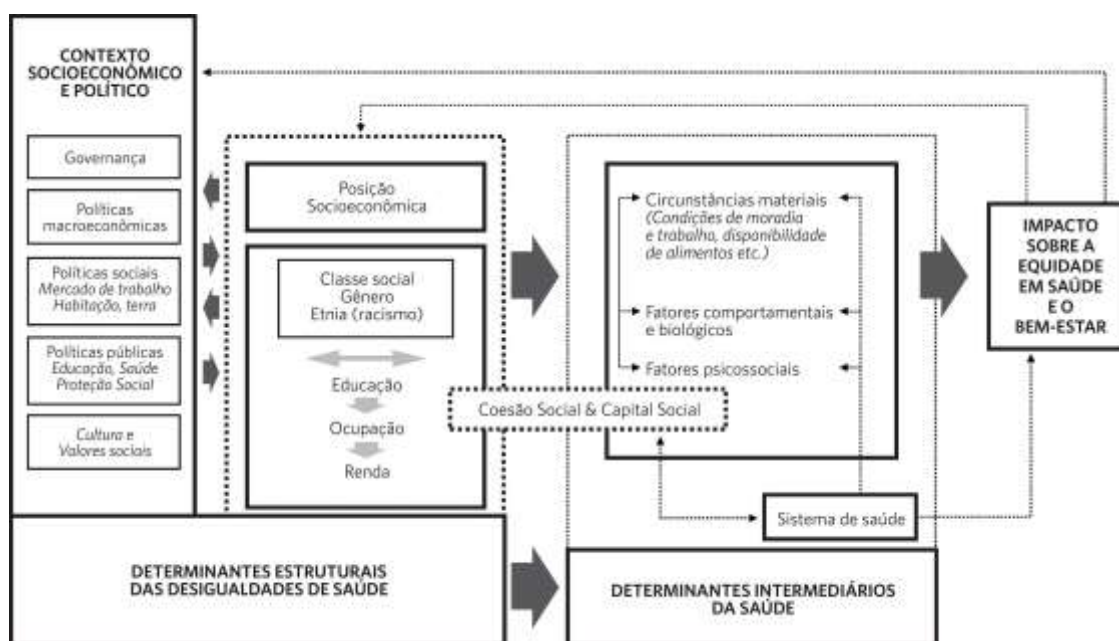 CONTEXTO
SOCIOECONÔMICO
E POLÍTICO
Governança
Políticas
macroeconômicas
Políticas sociais
Mercado de trabalho
Habitação, terra
Políticas públicas
Educação, Saúde
Proteção Social
Cultura e
Valores sociais
Posição
Socioeconômica
Classe social
Gênero
Etnia (racismo)
Educação
Ocupação
Renda
Coesão Social & Capital Social
Circunstâncias materiais
(Condições de moradia
e trabalho, disponibilidade
de alimentos etc.)
Fatores comportamentais
e biológicos
Fatores psicossociais
Sistema de saúde
IMPACTO
SOBRE A
EQUIDADE
EM SAÚDE
E O
BEM-ESTAR
DETERMINANTES ESTRUTURAIS
DAS DESIGUALDADES DE SAÚDE
DETERMINANTES INTERMEDIÁRIOS
DA SAÚDE